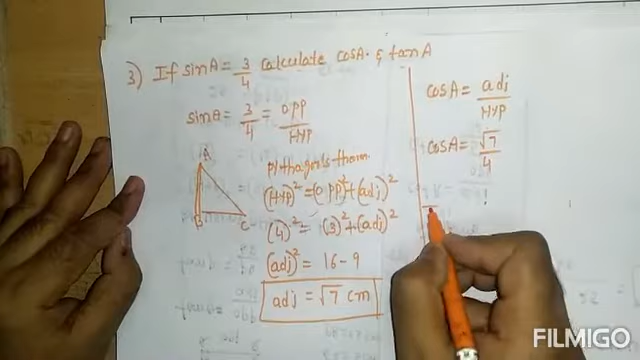 3) If sinA = 3/4 calculate cosA. & tanA
sinθ = 3/4 = opp/Hyp
A
B
C
(Hyp)² = (opp)² + (adj)²
(4)² = (3)² + (adj)²
(adj)² = 16 - 9
adj = √7 cm
cosA = adj/Hyp
cosA = √7/4
FILMIGO